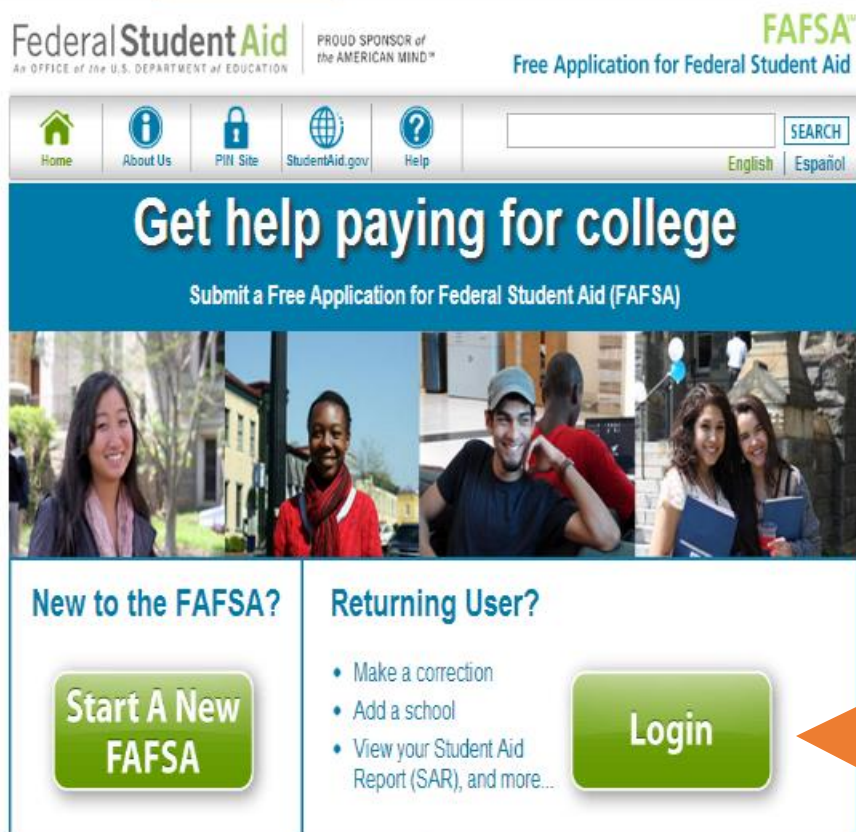 Federal Student Aid
An OFFICE of the U.S. DEPARTMENT of EDUCATION
PROUD SPONSOR of
the AMERICAN MIND™
FAFSA℠
Free Application for Federal Student Aid
Home
About Us
PIN Site
StudentAid.gov
Help
SEARCH
English | Español
Get help paying for college
Submit a Free Application for Federal Student Aid (FAFSA)
New to the FAFSA?
Start A New
FAFSA
Returning User?
• Make a correction
• Add a school
• View your Student Aid
Report (SAR), and more...
Login